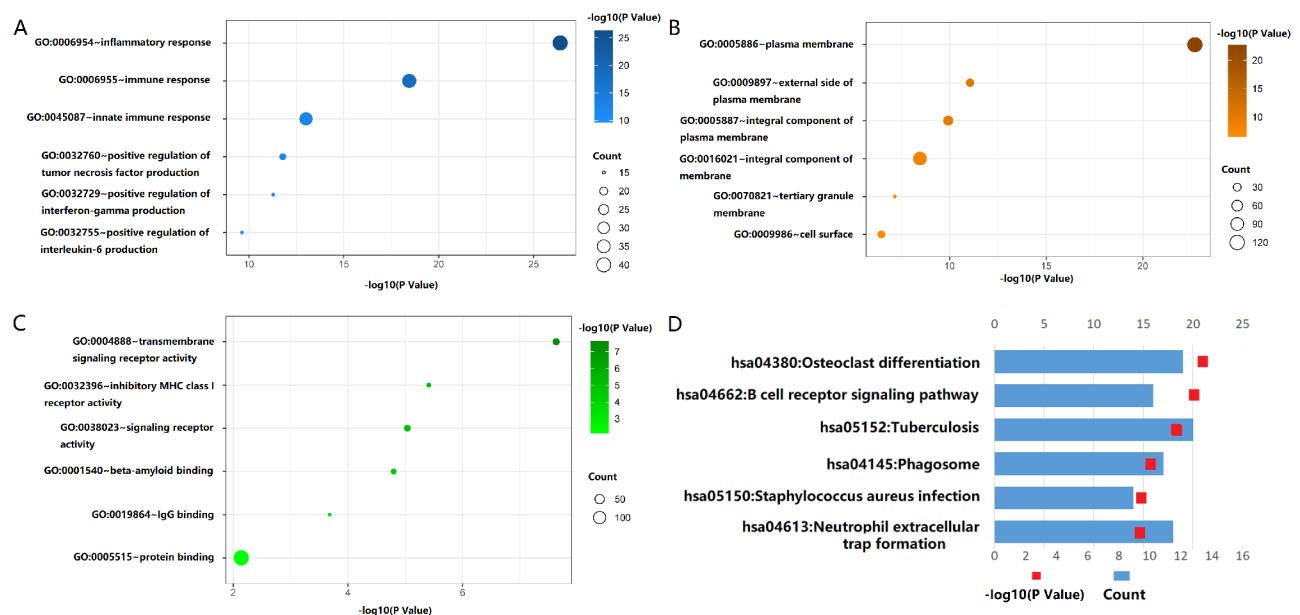 A
GO:0006954~inflammatory response
GO:0006955~immune response
GO:0045087~innate immune response
GO:0032760~positive regulation of
tumor necrosis factor production
GO:0032729~positive regulation of
interferon-gamma production
GO:0032755~positive regulation of
interleukin-6 production
10
15
20
25
-log10(P Value)
-log10(P Value)
25
20
15
10
Count
15
20
25
30
35
40
B
GO:0005886~plasma membrane
GO:0009897~external side of
plasma membrane
GO:0005887~integral component of
plasma membrane
GO:0016021~integral component of
membrane
GO:0070821~tertiary granule
membrane
GO:0009986~cell surface
10
15
20
-log10(P Value)
-log10(P Value)
20
15
10
Count
30
60
90
120
C
GO:0004888~transmembrane
signaling receptor activity
GO:0032396~inhibitory MHC class I
receptor activity
GO:0038023~signaling receptor
activity
GO:0001540~beta-amyloid binding
GO:0019864~IgG binding
GO:0005515~protein binding
2
4
6
-log10(P Value)
-log10(P Value)
7
6
5
4
3
Count
50
100
D
0 5 10 15 20 25
hsa04380:Osteoclast differentiation
hsa04662:B cell receptor signaling pathway
hsa05152:Tuberculosis
hsa04145:Phagosome
hsa05150:Staphylococcus aureus infection
hsa04613:Neutrophil extracellular
trap formation
0 2 4 6 8 10 12 14 16
-log10(P Value)
Count